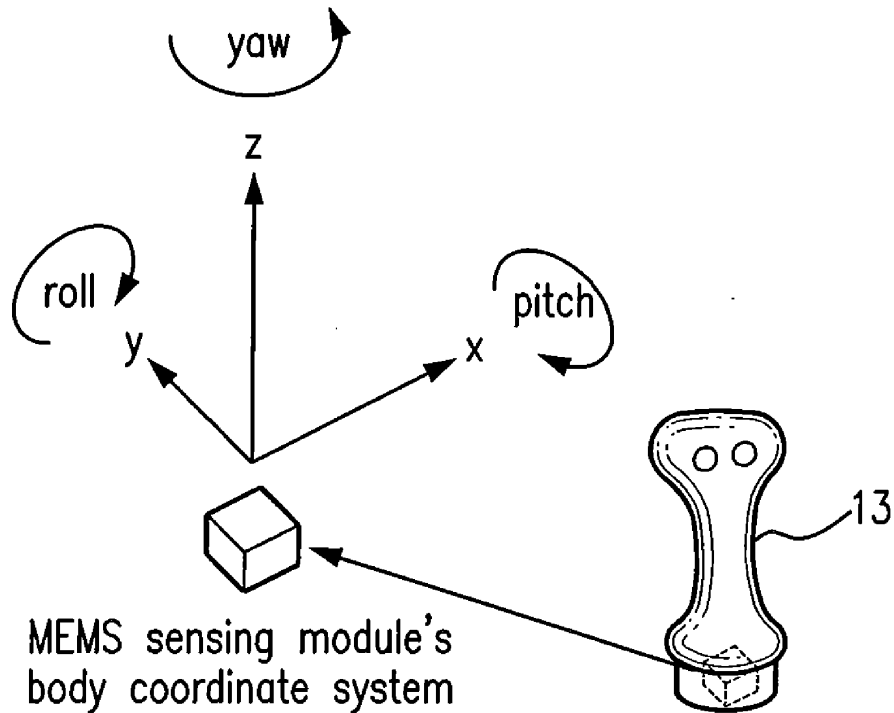 yaw
z
roll
pitch
y
x
13
MEMS sensing module's
body coordinate system